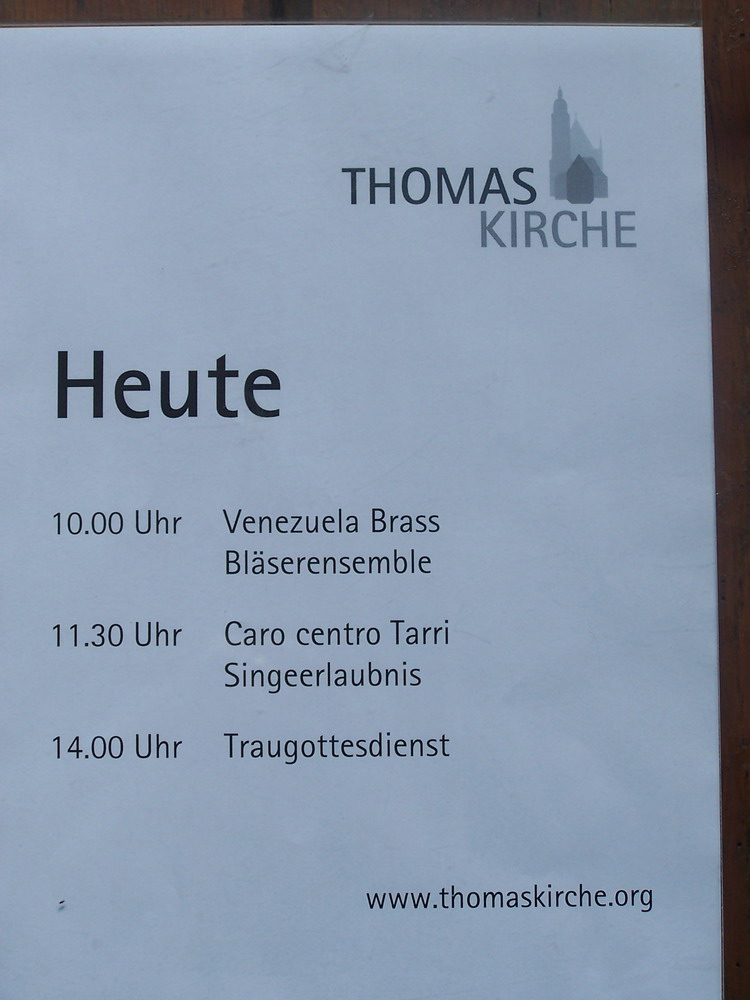 THOMAS
KIRCHE
Heute
10.00 Uhr Venezuela Brass
Bläserensemble
11.30 Uhr Caro centro Tarri
Singeerlaubnis
14.00 Uhr Traugottesdienst
www.thomaskirche.org